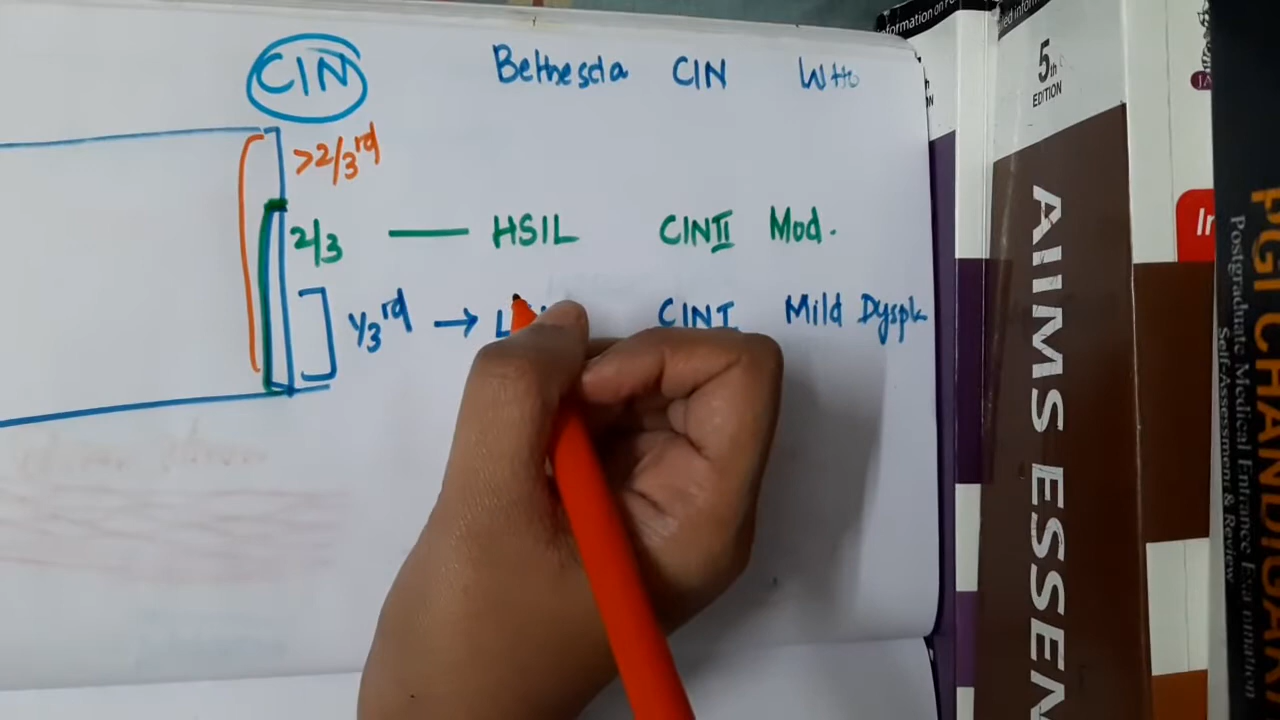 CIN Bethesda CIN WHO
>2/3rd
2/3 — HSIL CIN II Mod.
1/3rd → CIN I Mild Dyspl
5th
EDITION
AIIMS ESSEN
PGI CHANDIGARH
Postgraduate Medical Entrance Examination
Self-Assessment & Review